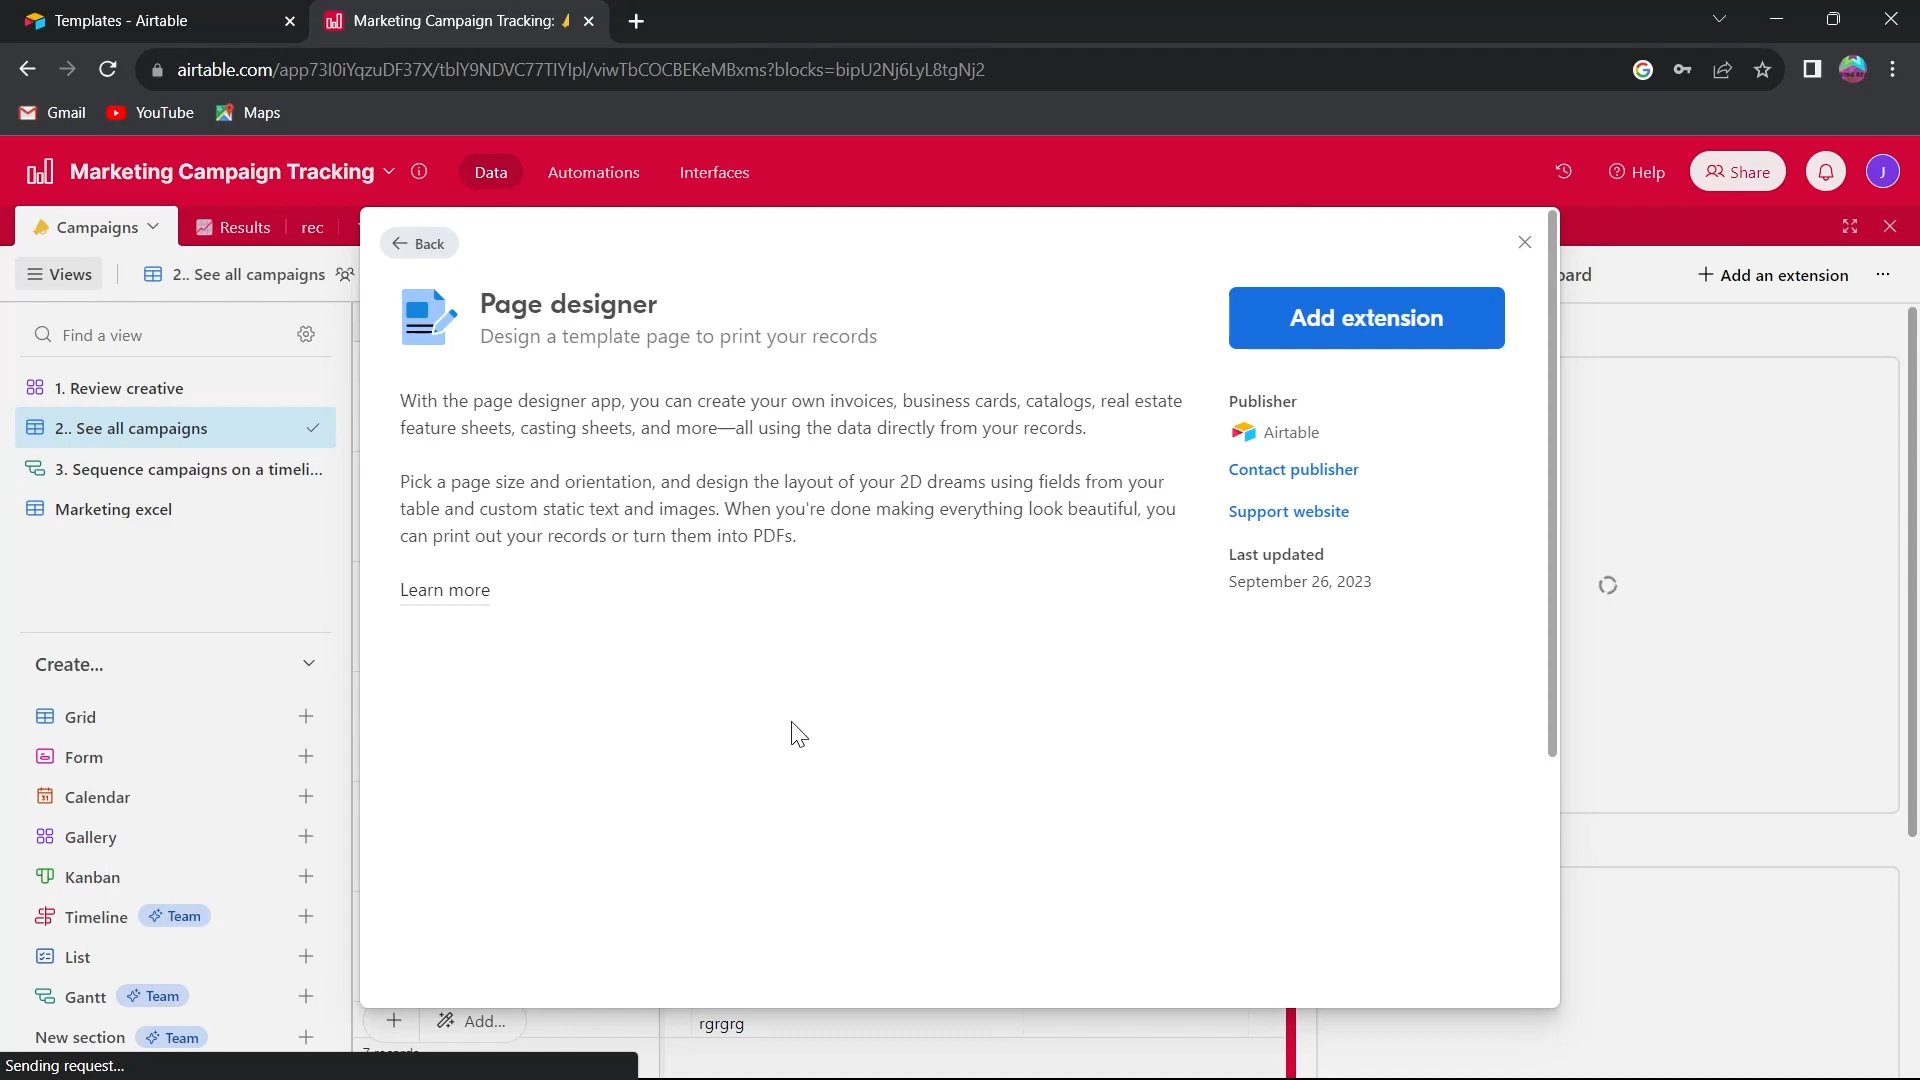 Templates - Airtable
Marketing Campaign Tracking:
airtable.com/app73I0iYqzuDF37X/tblY9NDVC77TIYIpl/viwTbCOCBEKeMBxms?blocks=bipU2Nj6LyL8tgNj2
Gmail YouTube Maps
Marketing Campaign Tracking Data Automations Interfaces Help Share J
Campaigns Results rec
Views 2.. See all campaigns Add an extension
Find a view
1. Review creative
2.. See all campaigns
3. Sequence campaigns on a timeli...
Marketing excel
Create...
Grid
Form
Calendar
Gallery
Kanban
Timeline Team
List
Gantt Team
New section Team
Sending request...
Back
Page designer
Design a template page to print your records
Add extension
With the page designer app, you can create your own invoices, business cards, catalogs, real estate
feature sheets, casting sheets, and more—all using the data directly from your records.
Pick a page size and orientation, and design the layout of your 2D dreams using fields from your
table and custom static text and images. When you're done making everything look beautiful, you
can print out your records or turn them into PDFs.
Learn more
Publisher
Airtable
Contact publisher
Support website
Last updated
September 26, 2023
Add...
rgrgrg